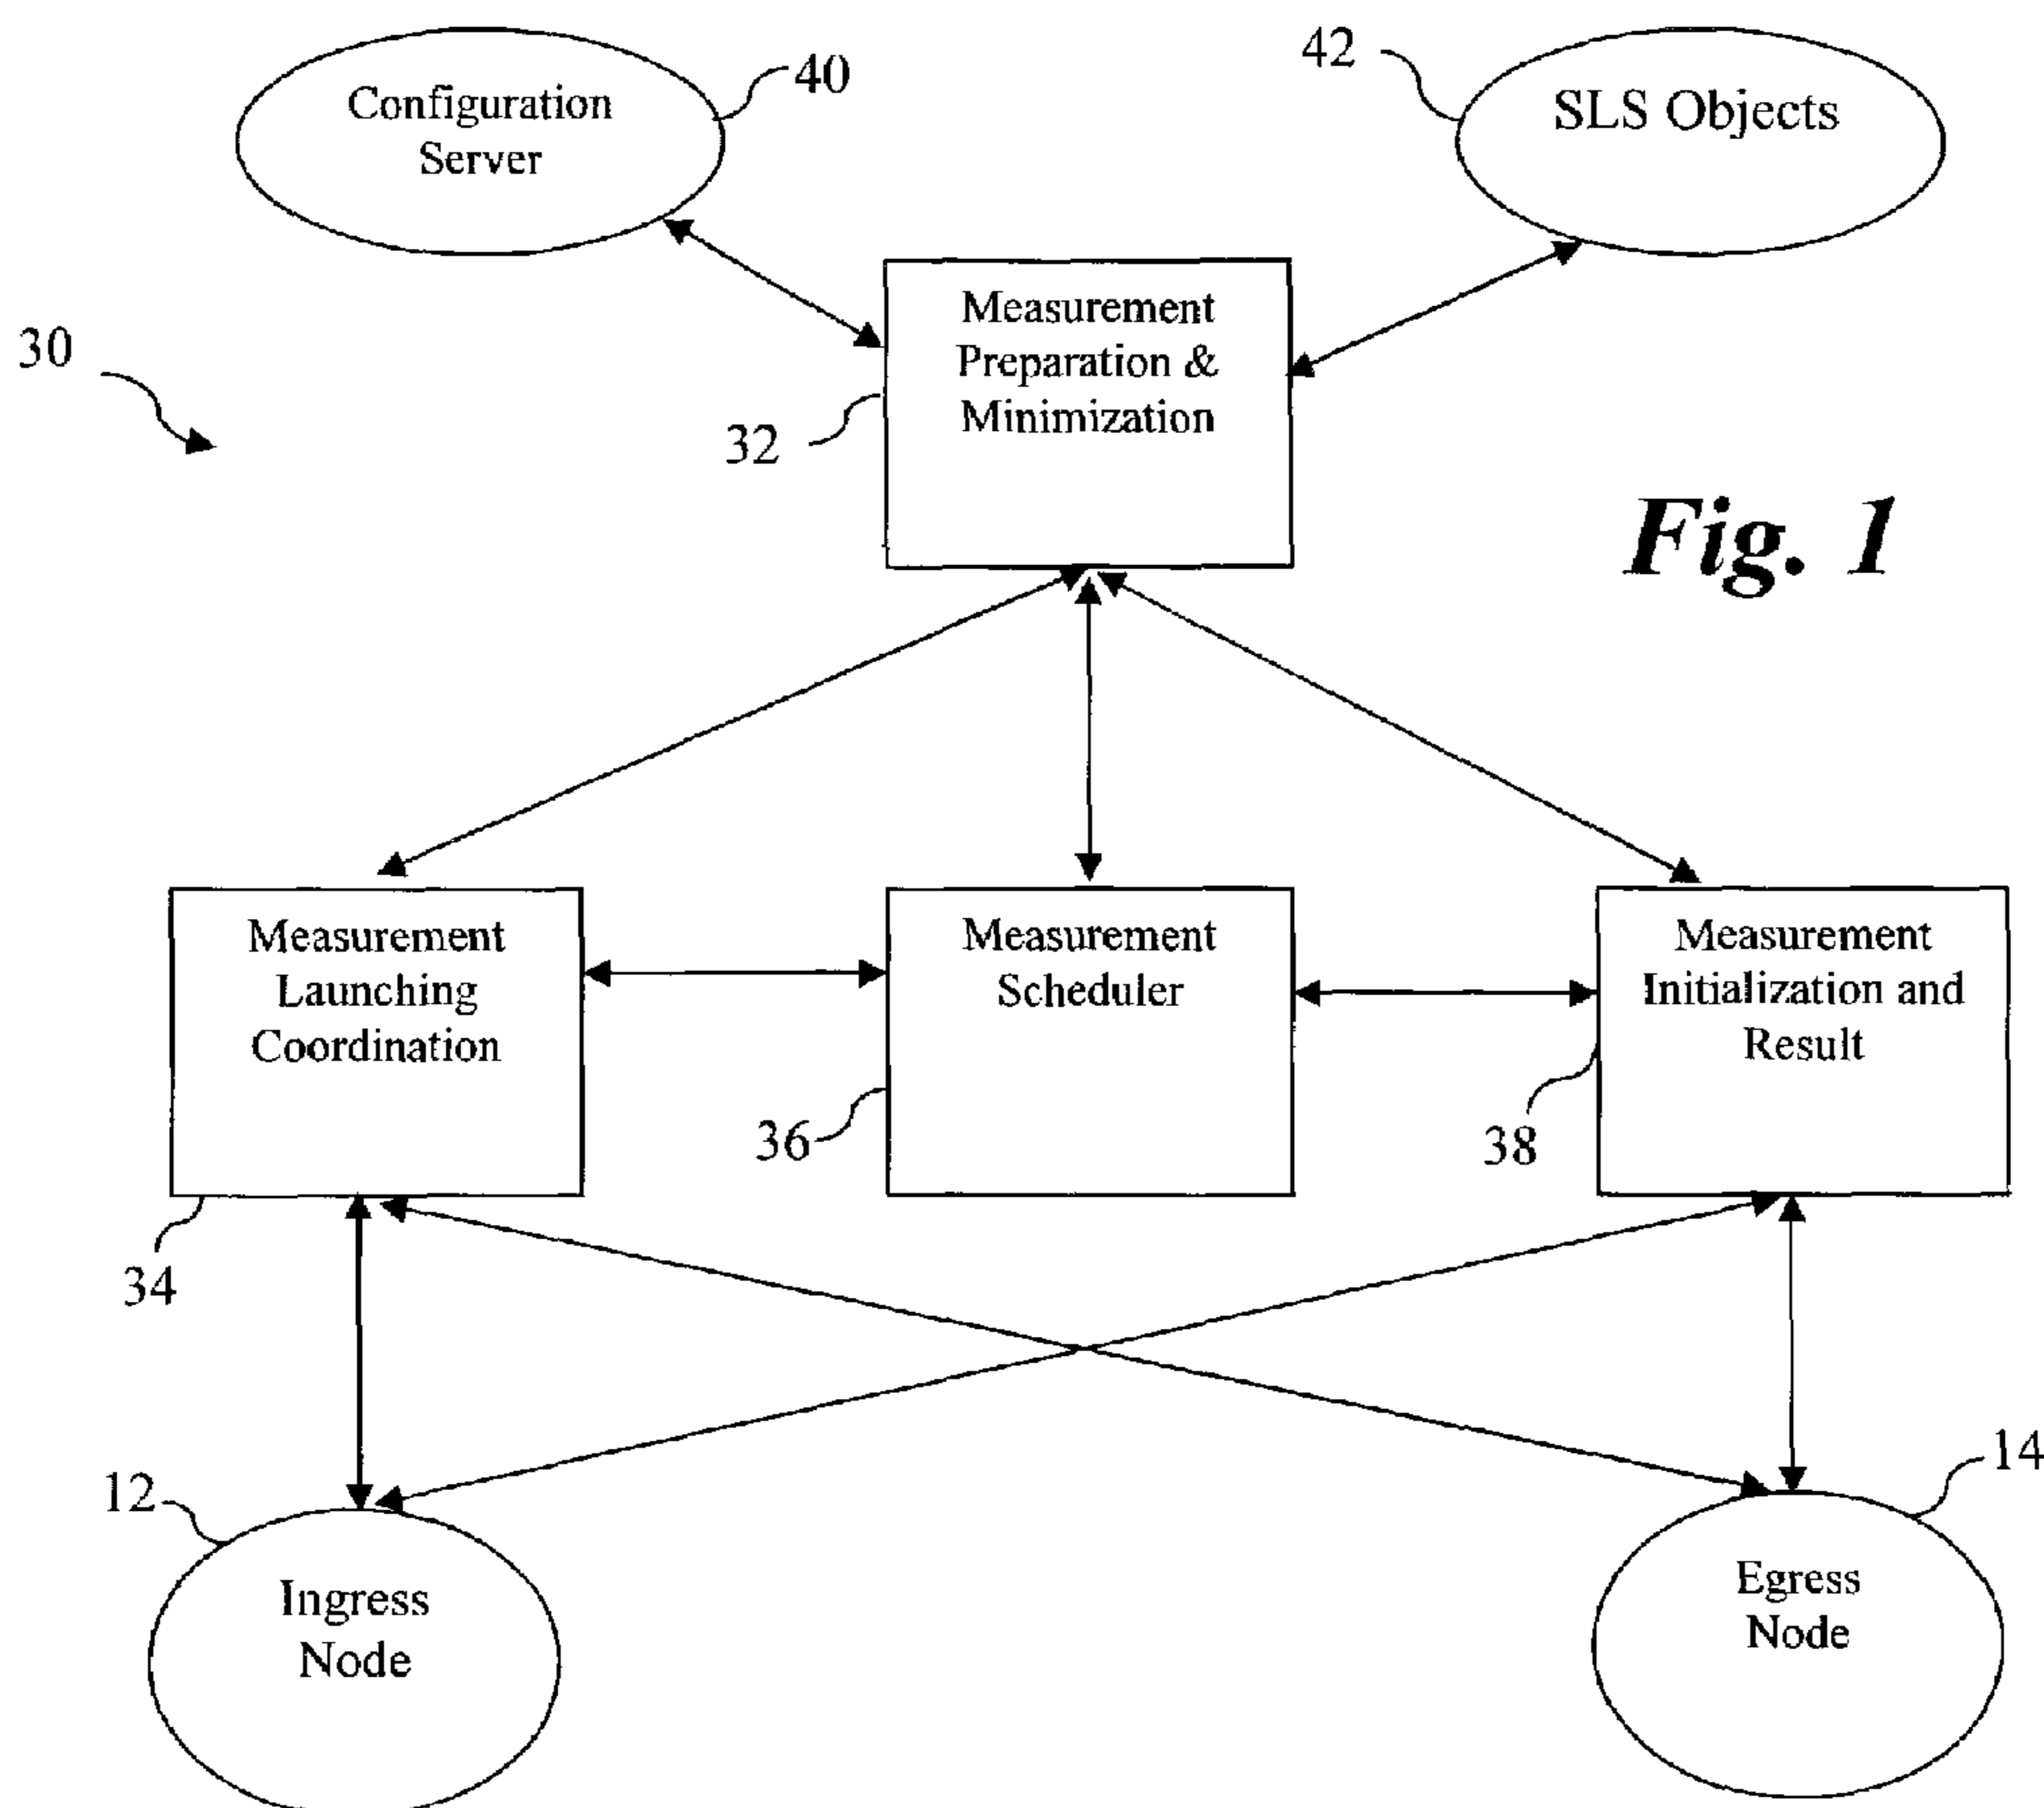 Configuration
Server
40
42
SLS Objects
30
Measurement
Preparation &
Minimization
32
Fig. 1
Measurement
Launching
Coordination
34
Measurement
Scheduler
36
Measurement
Initialization and
Result
38
12
Ingress
Node
14
Egress
Node